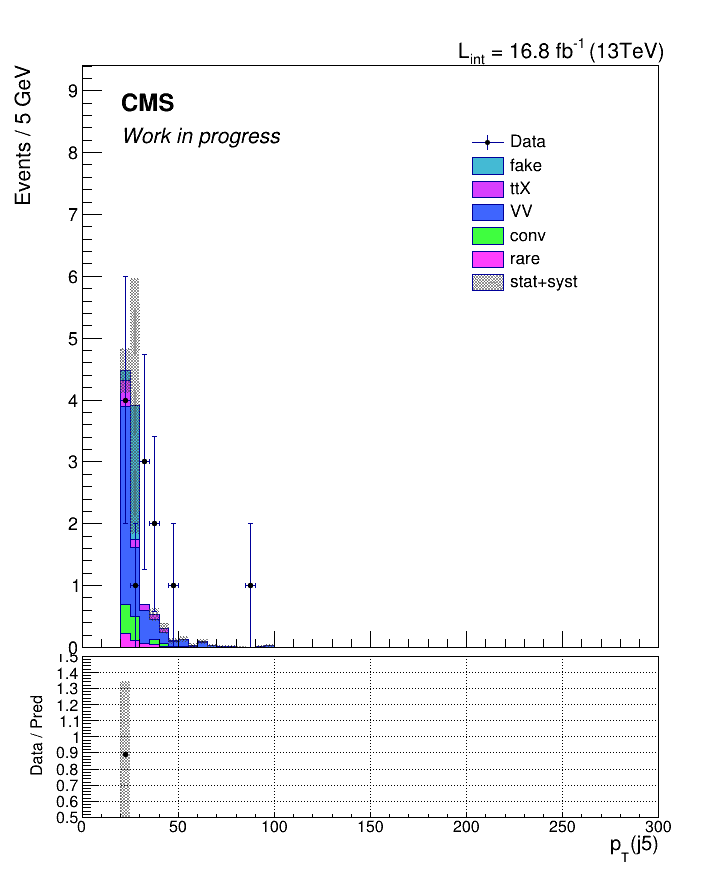 L_int = 16.8 fb^-1 (13TeV)
Events / 5 GeV
9
8
7
6
5
4
3
2
1
0
CMS
Work in progress
Data
fake
ttX
VV
conv
rare
stat+syst
Data / Pred
1.5
1.4
1.3
1.2
1.1
1
0.9
0.8
0.7
0.6
0.5
0 50 100 150 200 250 300
p_T(j5)